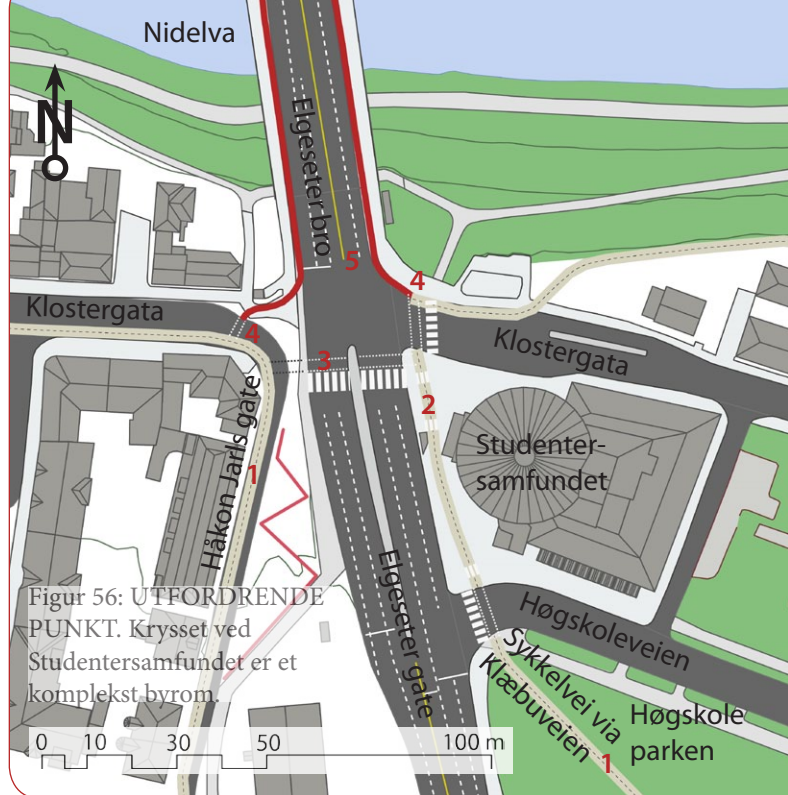 Nidelva
N
Elgeseter bro
5
4
Klostergata
4
Klostergata
3
2
Håkon Jarls gate
1
Studenter-
samfundet
Elgeseter gate
Høgskoleveien
Sykkelvei via
Klæbuveien
1
Høgskole
parken
Figur 56: UTFORDRENDE
PUNKT. Krysset ved
Studentersamfundet er et
komplekst byrom.
0 10 30 50 100 m